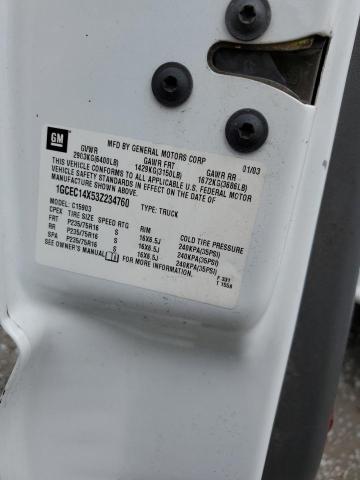 GM
MFD BY GENERAL MOTORS CORP 01/03
GVWR GAWR FRT GAWR RR
2903KG(6400LB) 1429KG(3150LB) 1672KG(3686LB)
THIS VEHICLE CONFORMS TO ALL APPLICABLE U.S. FEDERAL MOTOR
VEHICLE SAFETY STANDARDS IN EFFECT ON THE DATE OF
MANUFACTURE SHOWN ABOVE.
1GCEC14X53Z234760 TYPE: TRUCK
MODEL: C15903
CPEX TIRE SIZE SPEED RTG RIM COLD TIRE PRESSURE
FRT P235/75R16 S 16X6.5J 240KPA(35PSI)
RR P235/75R16 S 16X6.5J 240KPA(35PSI)
SPA P235/75R16 S 16X6.5J 240KPA(35PSI)
SEE OWNER'S MANUAL FOR MORE INFORMATION.